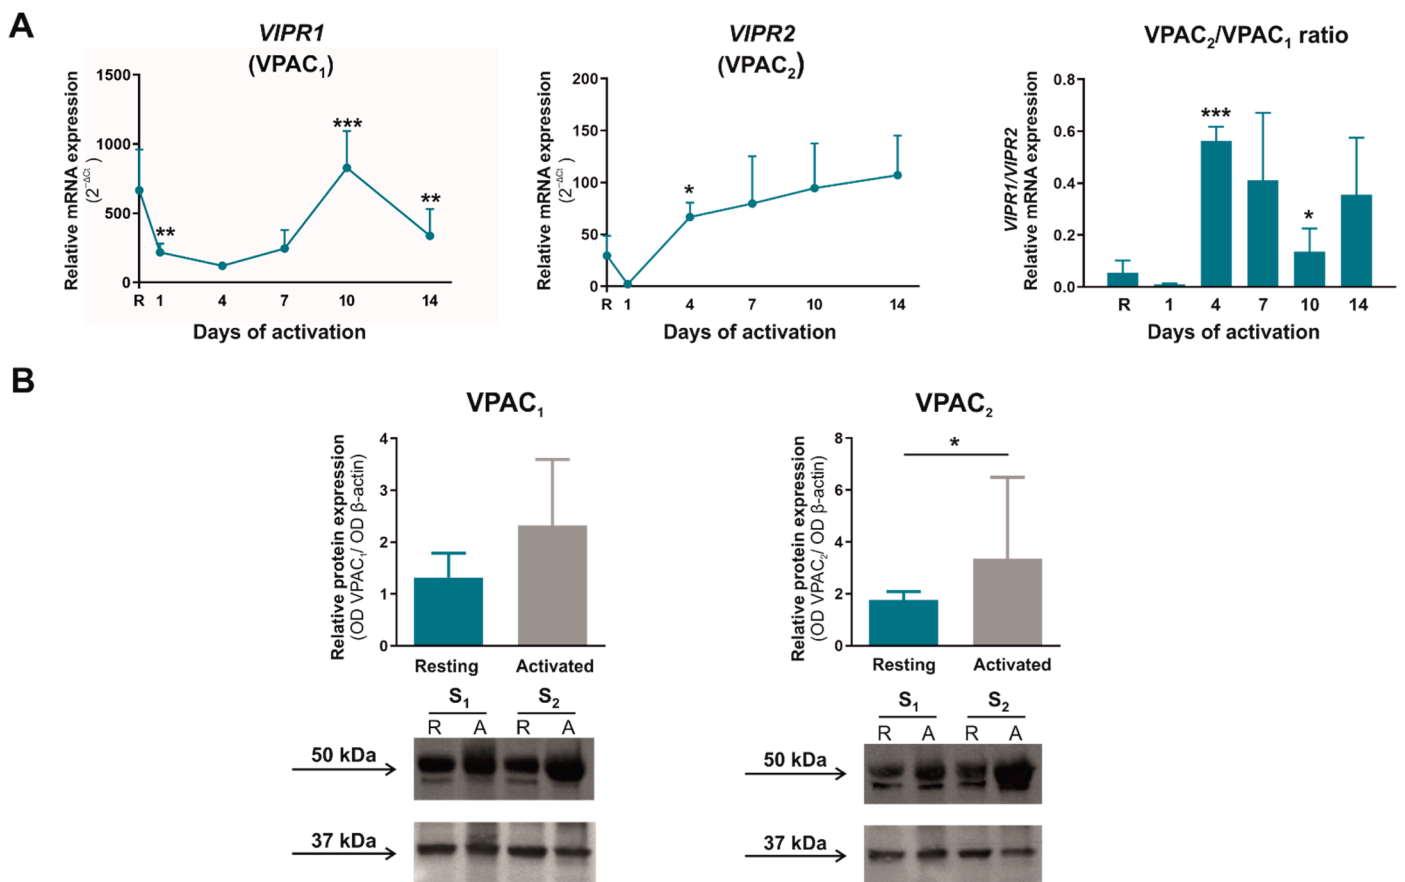 A
VIPR1
(VPAC1)
Relative mRNA expression
(2−ΔCt)
1500
1000
500
0
**
***
**
R 1 4 7 10 14
Days of activation
VIPR2
(VPAC2)
Relative mRNA expression
(2−ΔCt)
200
150
100
50
0
*
R 1 4 7 10 14
Days of activation
VPAC2/VPAC1 ratio
VIPR1/VIPR2
Relative mRNA expression
0.8
0.6
0.4
0.2
0.0
***
*
R 1 4 7 10 14
Days of activation
B
VPAC1
Relative protein expression
(OD VPAC1/ OD β-actin)
4
3
2
1
0
Resting Activated
S1 S2
R A R A
50 kDa
37 kDa
VPAC2
Relative protein expression
(OD VPAC2/ OD β-actin)
8
6
4
2
0
*
Resting Activated
S1 S2
R A R A
50 kDa
37 kDa